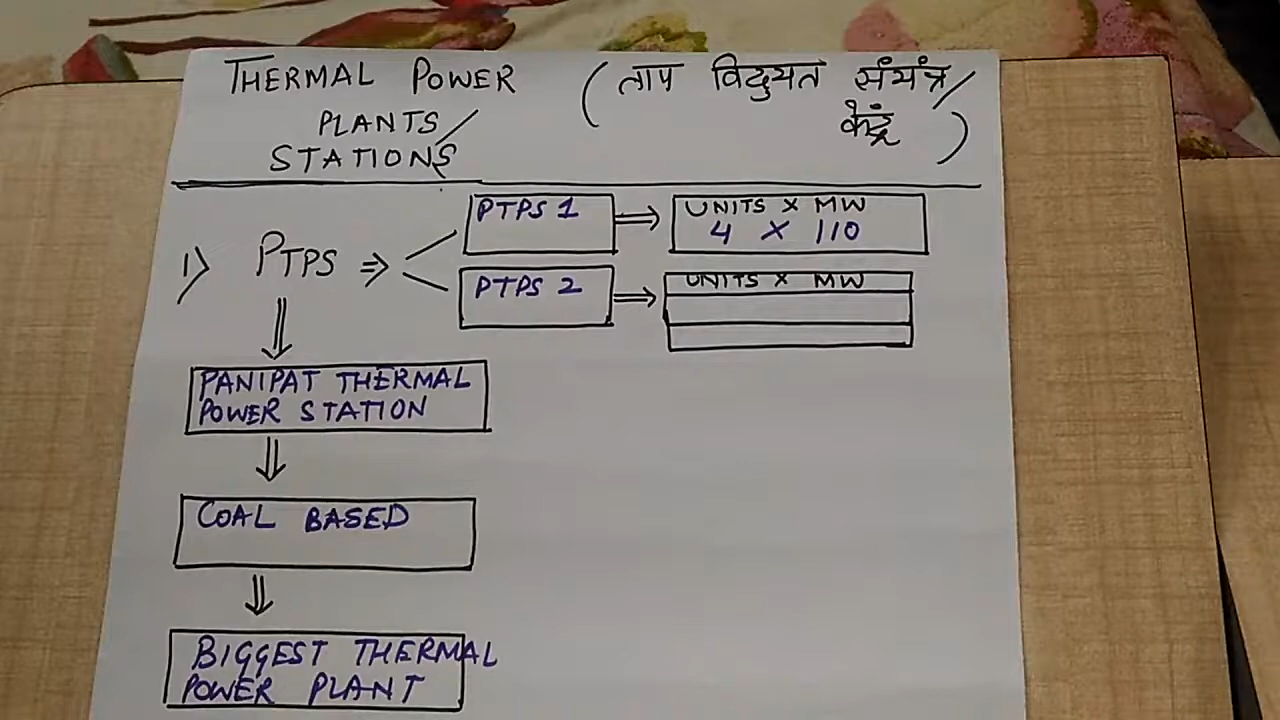 THERMAL POWER PLANTS/ STATIONS (ताप विदुयत संयंत्र/ केंद्र)
1) PTPS ⇒
PTPS 1 ⇒ UNITS X MW
4 X 110
PTPS 2 ⇒ UNITS X MW
PANIPAT THERMAL
POWER STATION
COAL BASED
BIGGEST THERMAL
POWER PLANT